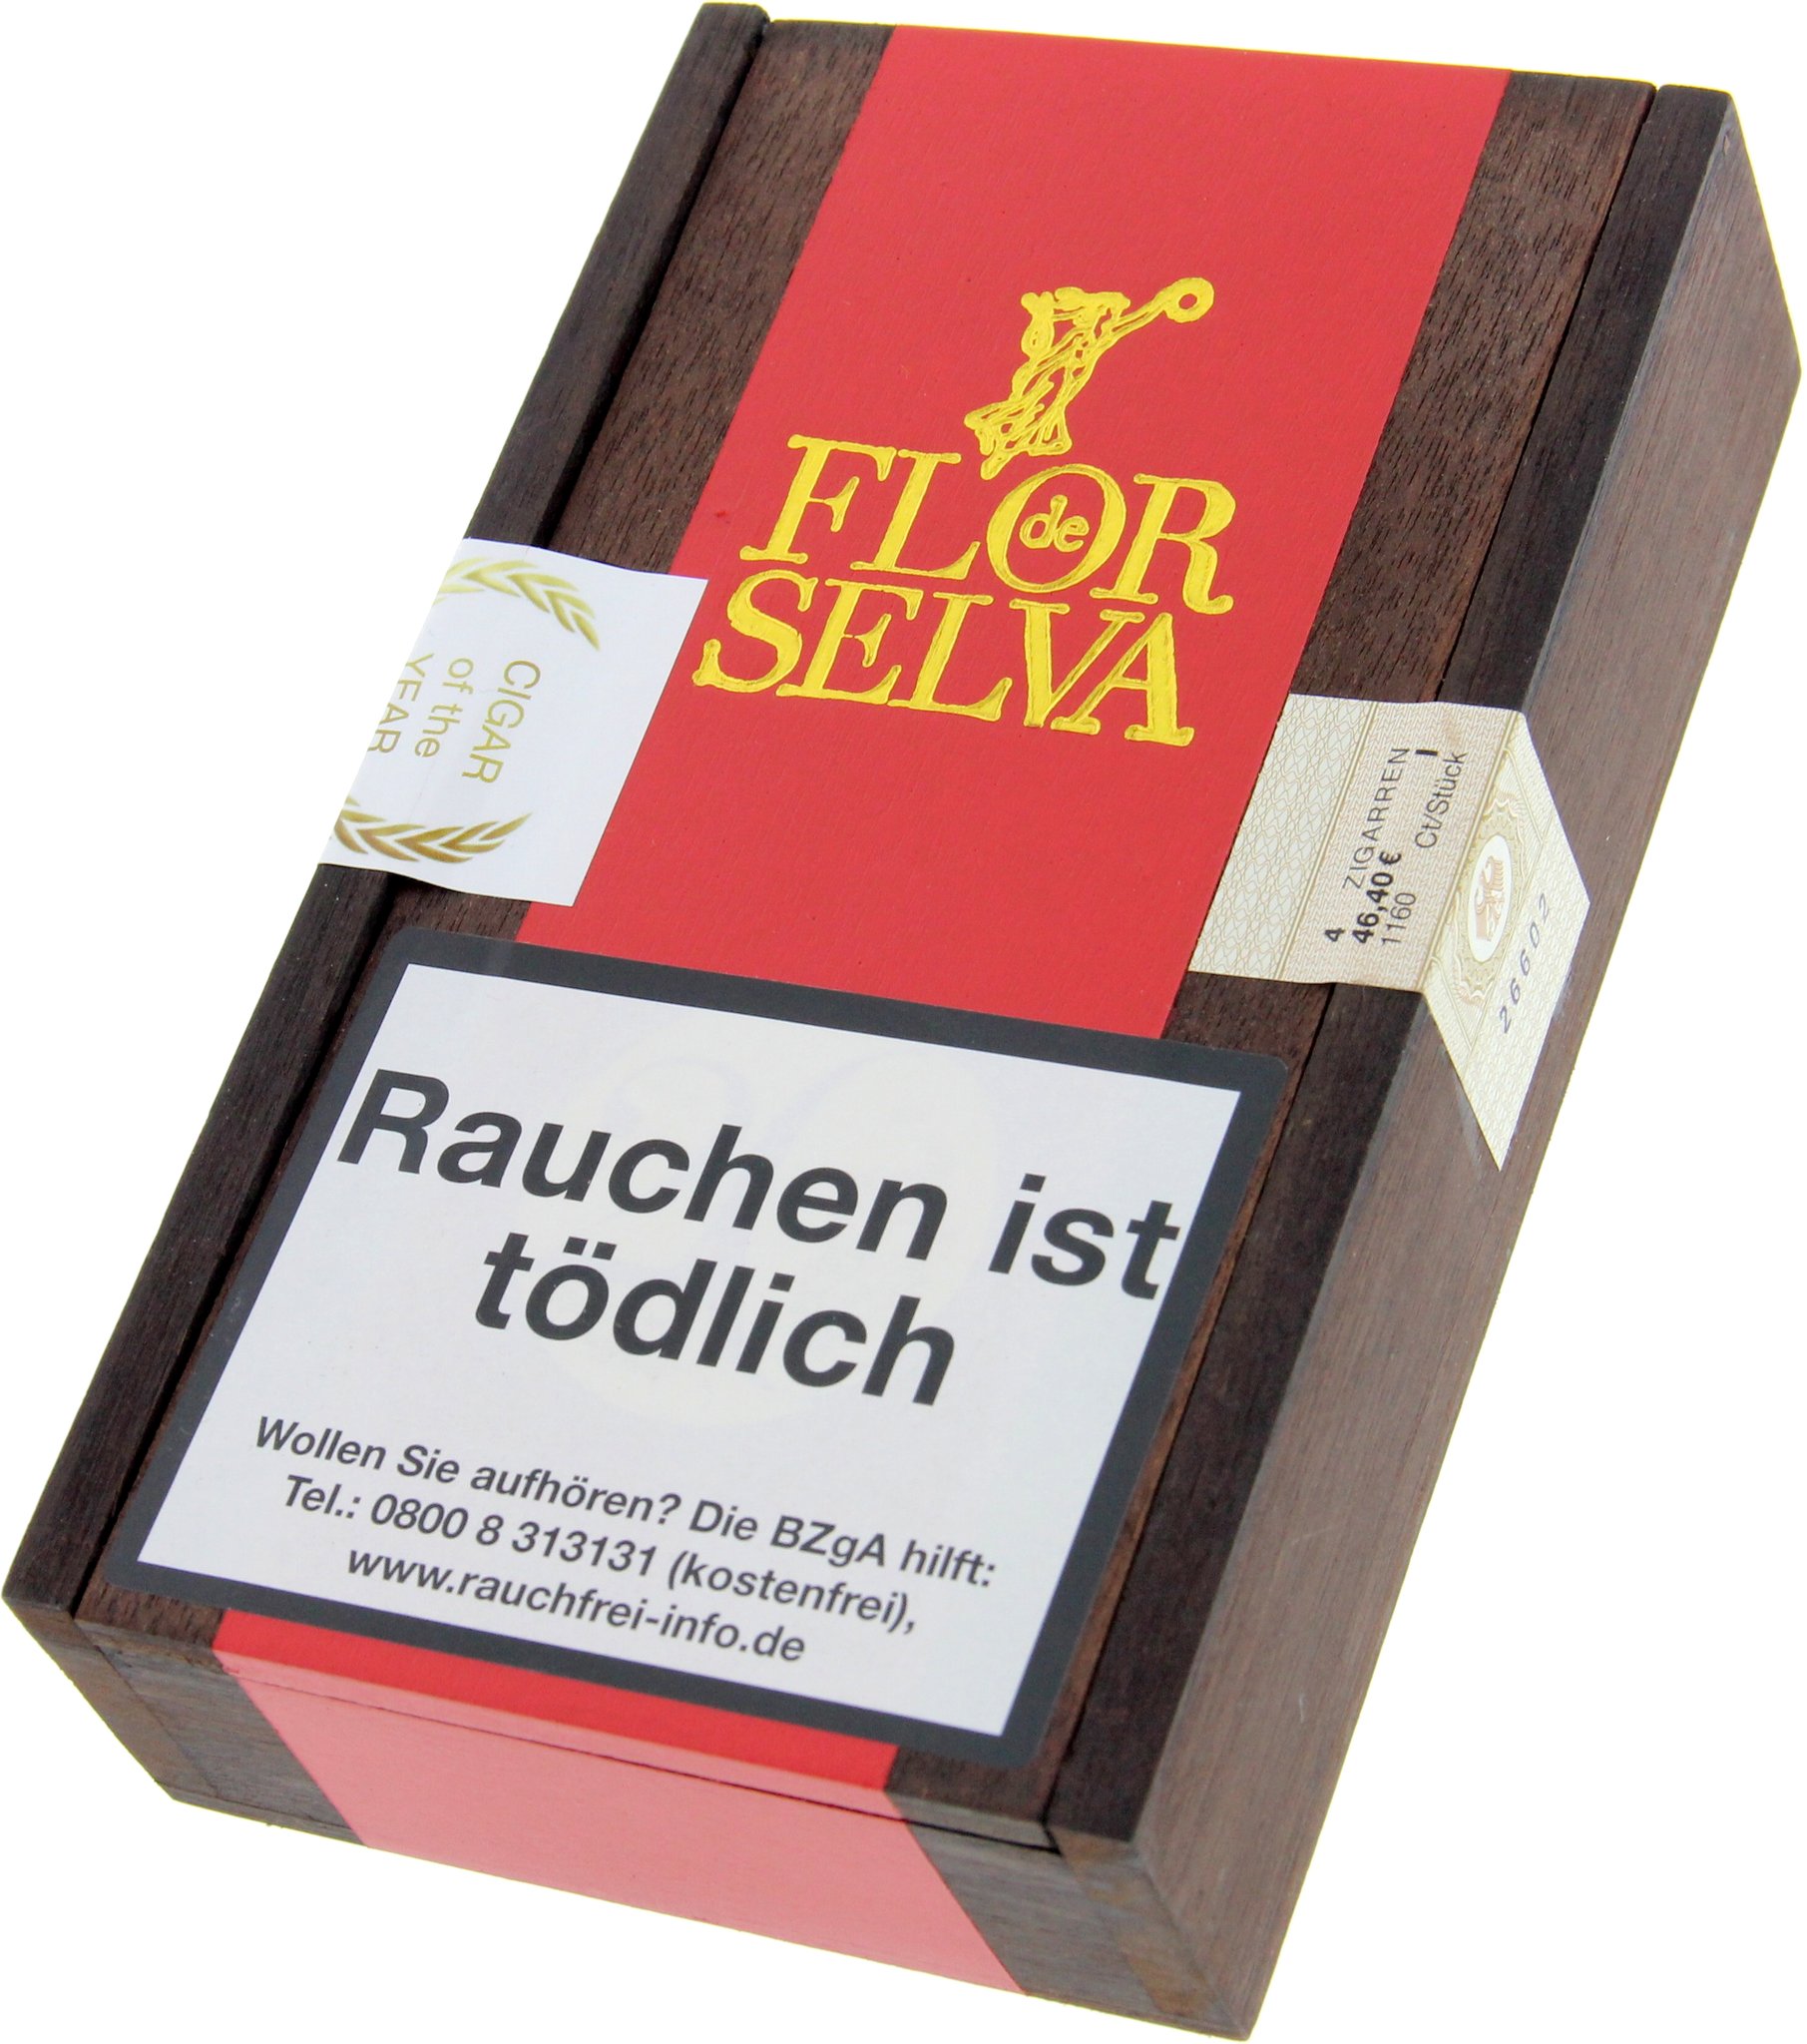 FLOR
de
SELVA
CIGAR
of the
YEAR
4 ZIGARREN
46,40 €
1160 Ct/Stück
26602
Rauchen ist
tödlich
Wollen Sie aufhören? Die BZgA hilft:
Tel.: 0800 8 313131 (kostenfrei),
www.rauchfrei-info.de